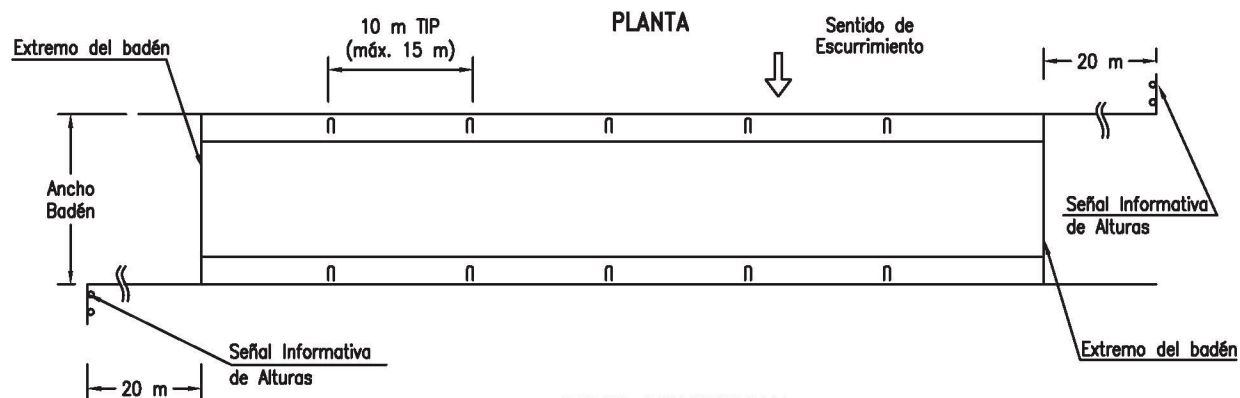 PLANTA
10 m TIP
(máx. 15 m)
Sentido de
Escurrimiento
Extremo del badén
20 m
Ancho
Badén
Señal Informativa
de Alturas
Señal Informativa
de Alturas
Extremo del badén
20 m